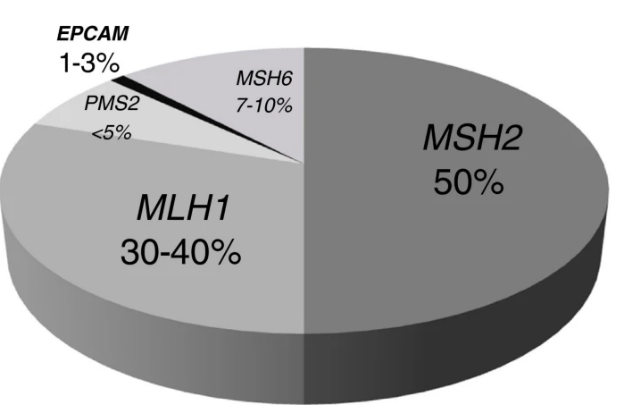 EPCAM
1-3%
MSH6
7-10%
PMS2
<5%
MSH2
50%
MLH1
30-40%